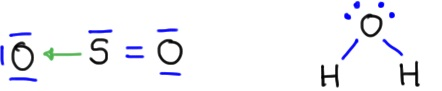 O ← S = O
O
H H